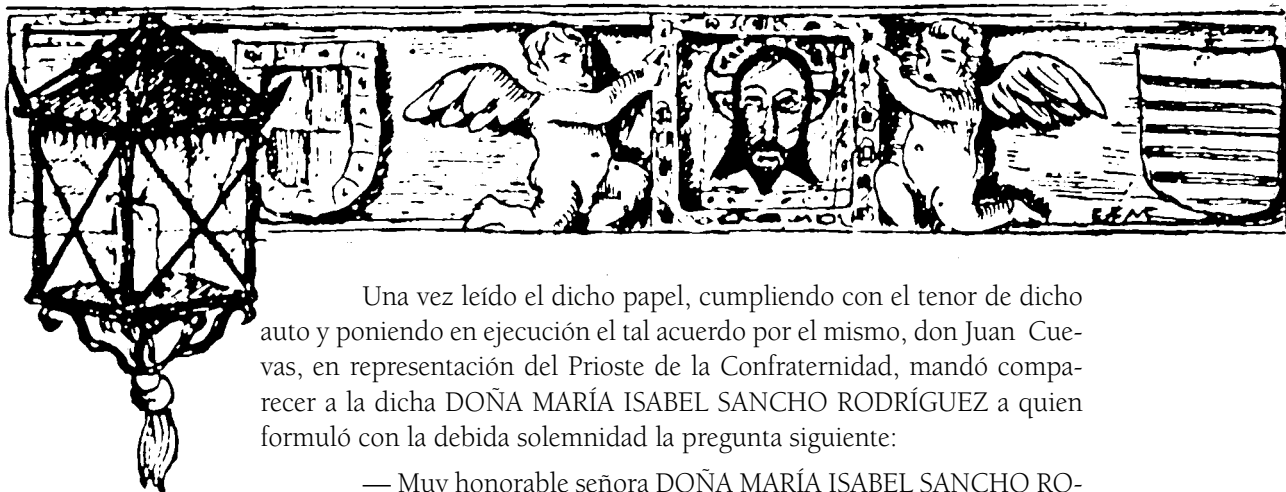 Una vez leído el dicho papel, cumpliendo con el tenor de dicho
auto y poniendo en ejecución el tal acuerdo por el mismo, don Juan Cue-
vas, en representación del Prioste de la Confraternidad, mandó compa-
recer a la dicha DOÑA MARÍA ISABEL SANCHO RODRÍGUEZ a quien
formuló con la debida solemnidad la pregunta siguiente:
— Muy honorable señora DOÑA MARÍA ISABEL SANCHO RO-